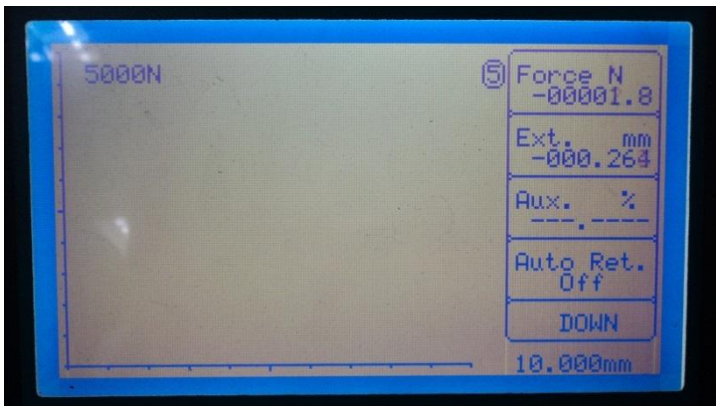 5000N
⑤
Force N
-00001.8
Ext. mm
-000.264
Aux. %
---.----
Auto Ret.
Off
DOWN
10.000mm